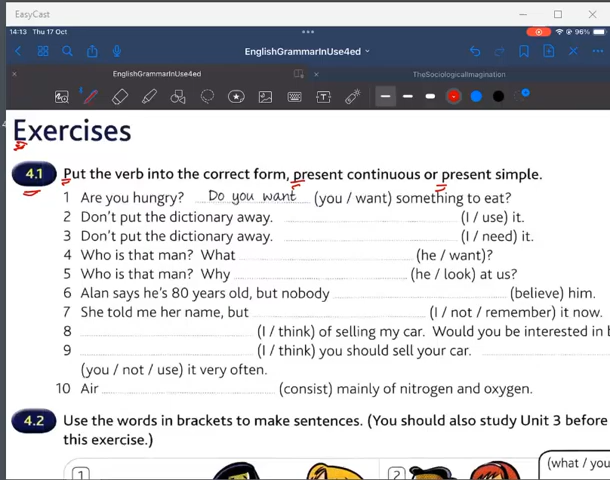 EasyCast
14:13 Thu 17 Oct
96%
EnglishGrammarInUse4ed
EnglishGrammarInUse4ed
TheSociologicalImagination
Exercises
4.1 Put the verb into the correct form, present continuous or present simple.
1 Are you hungry? Do you want (you / want) something to eat?
2 Don't put the dictionary away. (I / use) it.
3 Don't put the dictionary away. (I / need) it.
4 Who is that man? What (he / want)?
5 Who is that man? Why (he / look) at us?
6 Alan says he's 80 years old, but nobody (believe) him.
7 She told me her name, but (I / not / remember) it now.
8 (I / think) of selling my car. Would you be interested in
9 (I / think) you should sell your car.
(you / not / use) it very often.
10 Air (consist) mainly of nitrogen and oxygen.
4.2 Use the words in brackets to make sentences. (You should also study Unit 3 before
this exercise.)
1
2
(what / you